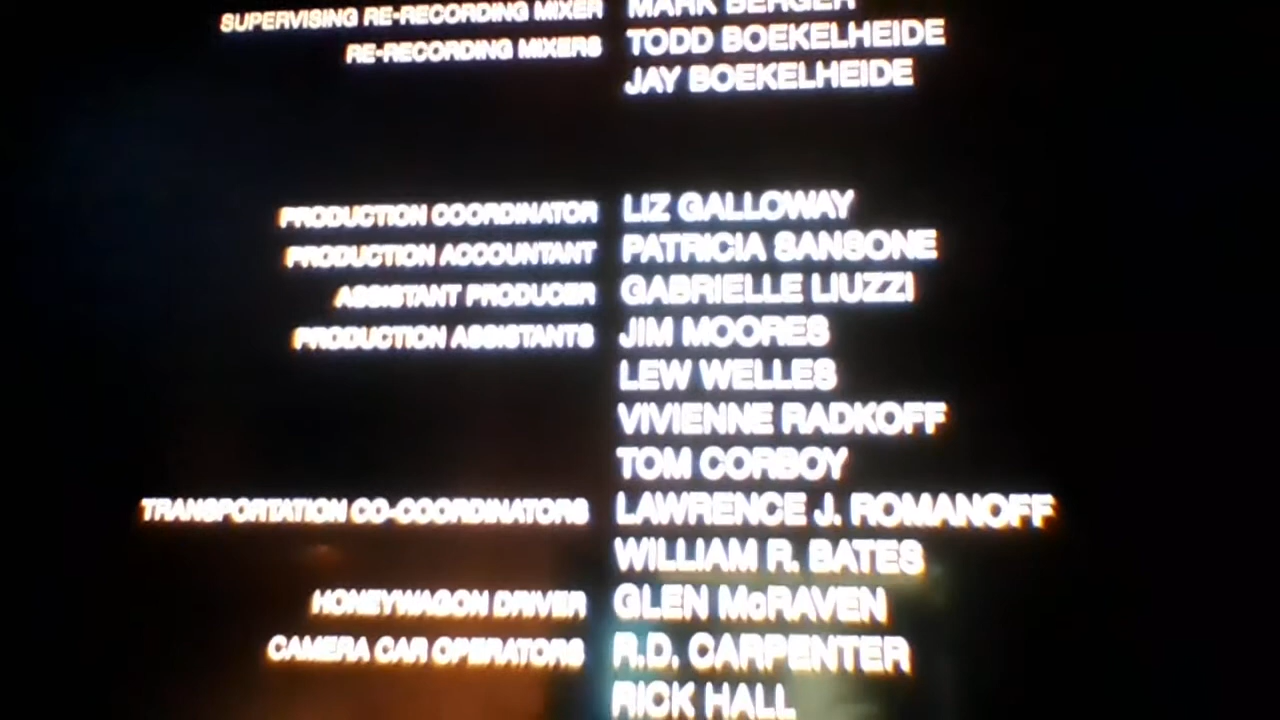 SUPERVISING RE-RECORDING MIXER MARK BERGER
RE-RECORDING MIXERS TODD BOEKELHEIDE
JAY BOEKELHEIDE
PRODUCTION COORDINATOR LIZ GALLOWAY
PRODUCTION ACCOUNTANT PATRICIA SANSONE
ASSISTANT PRODUCER GABRIELLE LIUZZI
PRODUCTION ASSISTANTS JIM MOORES
LEW WELLES
VIVIENNE RADKOFF
TOM CORBOY
TRANSPORTATION CO-COORDINATORS LAWRENCE J. ROMANOFF
WILLIAM R. BATES
HONEYWAGON DRIVER GLEN McRAVEN
CAMERA CAR OPERATORS R.D. CARPENTER
RICK HALL